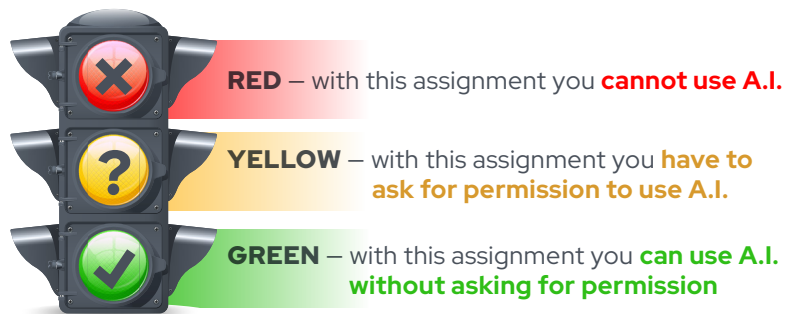 RED – with this assignment you cannot use A.I.
?
YELLOW – with this assignment you have to
ask for permission to use A.I.
GREEN – with this assignment you can use A.I.
without asking for permission